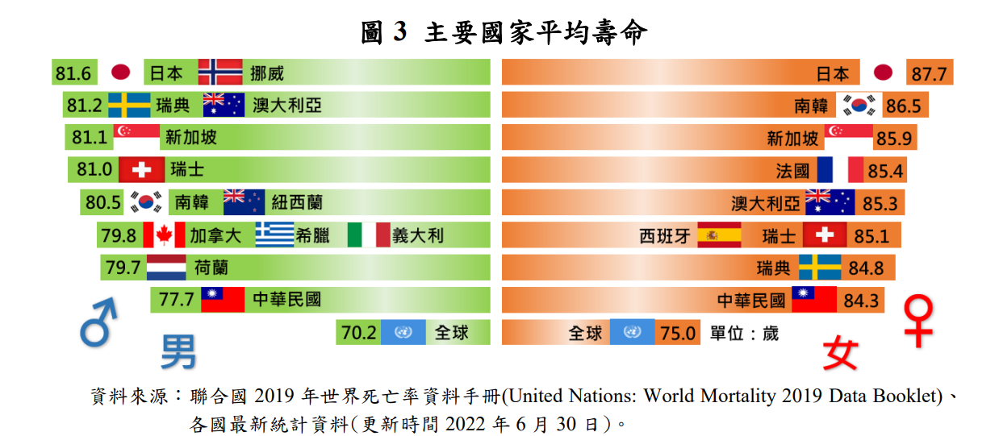 圖 3 主要國家平均壽命
81.6 日本 挪威
日本 87.7
81.2 瑞典 澳大利亞
南韓 86.5
81.1 新加坡
新加坡 85.9
81.0 瑞士
法國 85.4
80.5 南韓 紐西蘭
澳大利亞 85.3
79.8 加拿大 希臘 義大利
西班牙 瑞士 85.1
79.7 荷蘭
瑞典 84.8
77.7 中華民國
中華民國 84.3
70.2 全球
全球 75.0 單位：歲
男
女
資料來源：聯合國 2019 年世界死亡率資料手冊(United Nations: World Mortality 2019 Data Booklet)、
各國最新統計資料(更新時間 2022 年 6 月 30 日)。